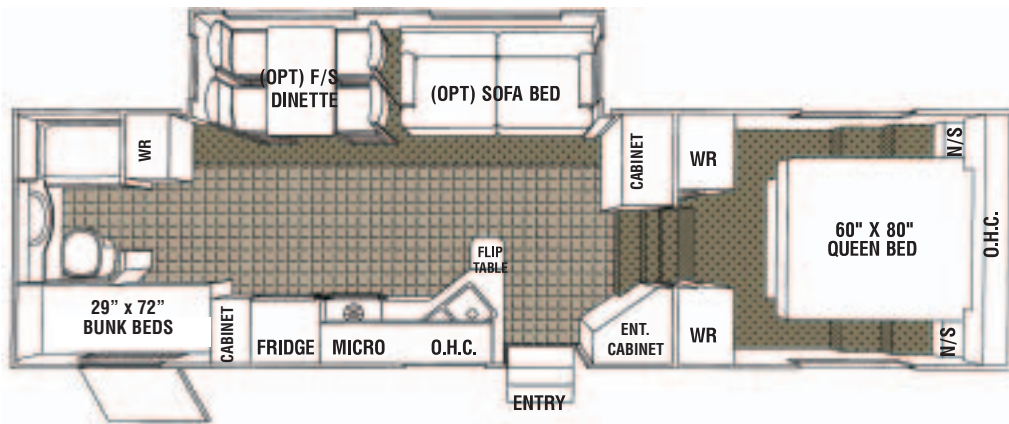 (OPT) F/S
DINETTE
(OPT) SOFA BED
WR
CABINET
WR
N/S
60" X 80"
QUEEN BED
O.H.C.
FLIP
TABLE
29” x 72”
BUNK BEDS
CABINET
FRIDGE
MICRO
O.H.C.
ENT.
CABINET
WR
N/S
ENTRY